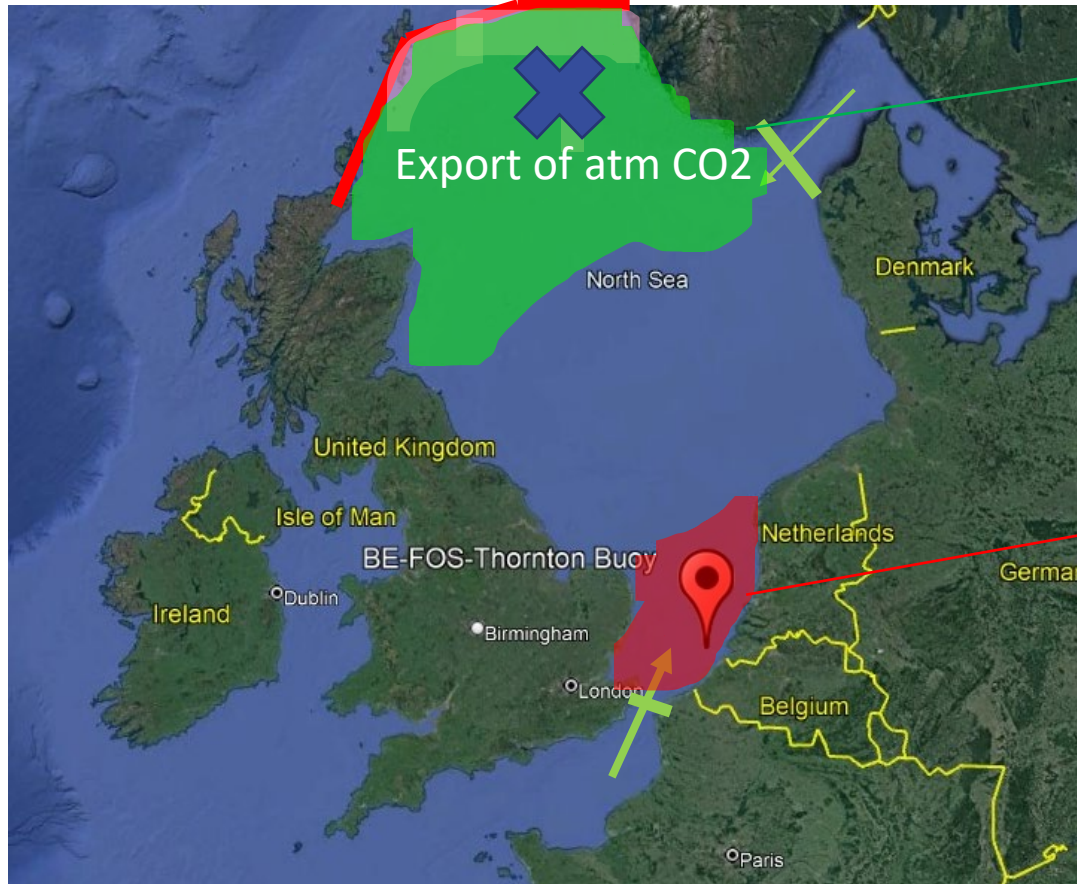 Export of atm CO2
North Sea
Denmark
United Kingdom
Isle of Man
Netherlands
BE-FOS-Thornton Buoy
German
Dublin
Ireland
Birmingham
London
Belgium
Paris